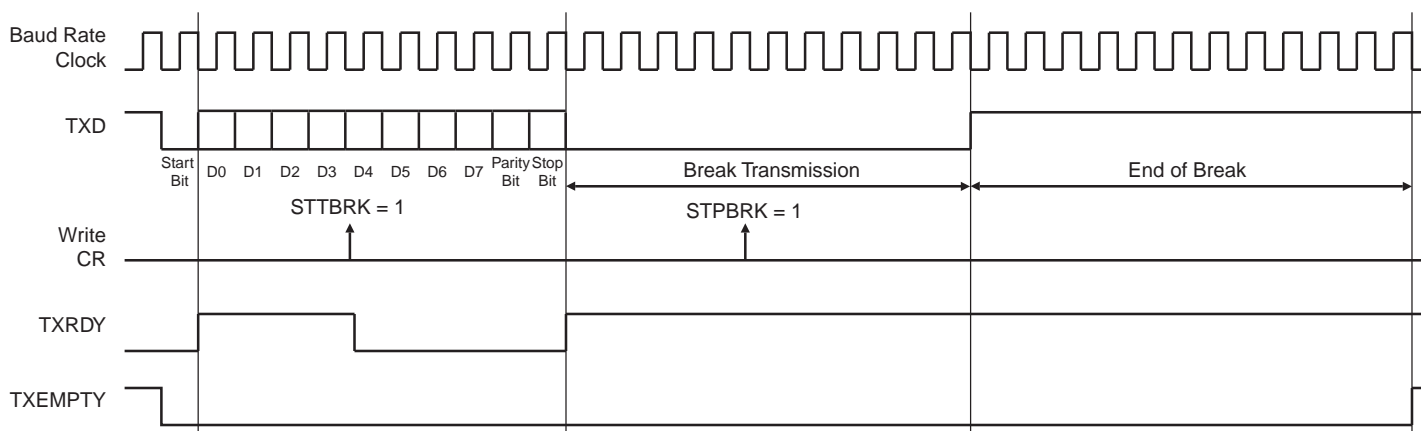 Baud Rate
Clock
TXD
Start
Bit
D0
D1
D2
D3
D4
D5
D6
D7
Parity
Bit
Stop
Bit
Break Transmission
End of Break
STTBRK = 1
STPBRK = 1
Write
CR
TXRDY
TXEMPTY